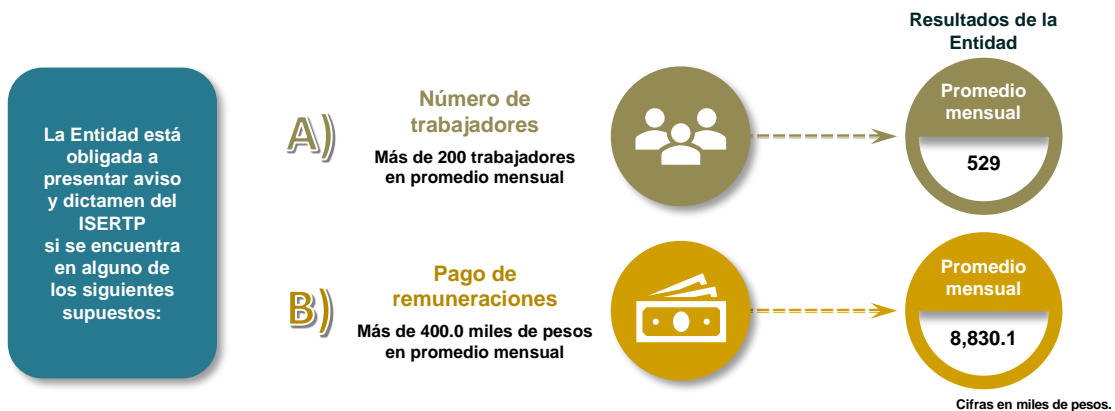 La Entidad está
obligada a
presentar aviso
y dictamen del
ISERTP
si se encuentra
en alguno de
los siguientes
supuestos:
A)
Número de
trabajadores
Más de 200 trabajadores
en promedio mensual
Resultados de la
Entidad
Promedio
mensual
529
B)
Pago de
remuneraciones
Más de 400.0 miles de pesos
en promedio mensual
Promedio
mensual
8,830.1
Cifras en miles de pesos.